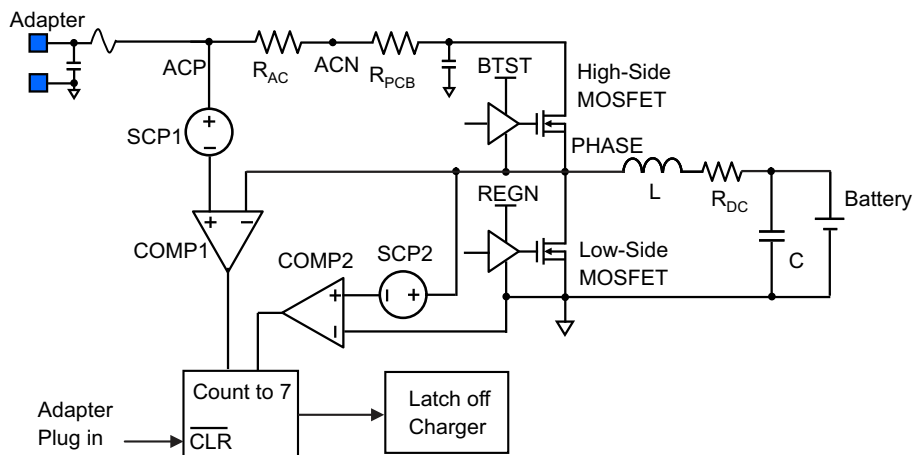 Adapter
ACP
R_AC
ACN
R_PCB
BTST
High-Side
MOSFET
SCP1
+
−
PHASE
REGN
L
R_DC
Battery
+
−
COMP1
COMP2
SCP2
Low-Side
MOSFET
C
+
−
−
+
Count to 7
CLR
Latch off
Charger
Adapter
Plug in